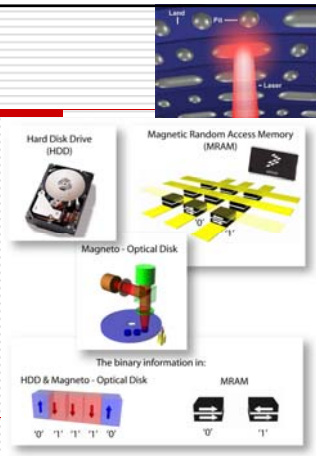 Land
Pit
Laser
Hard Disk Drive
(HDD)
Magnetic Random Access Memory
(MRAM)
'0'
'1'
Magneto - Optical Disk
The binary information in:
HDD & Magneto - Optical Disk
MRAM
'0' '1' '1' '1' '0'
'0' '1'